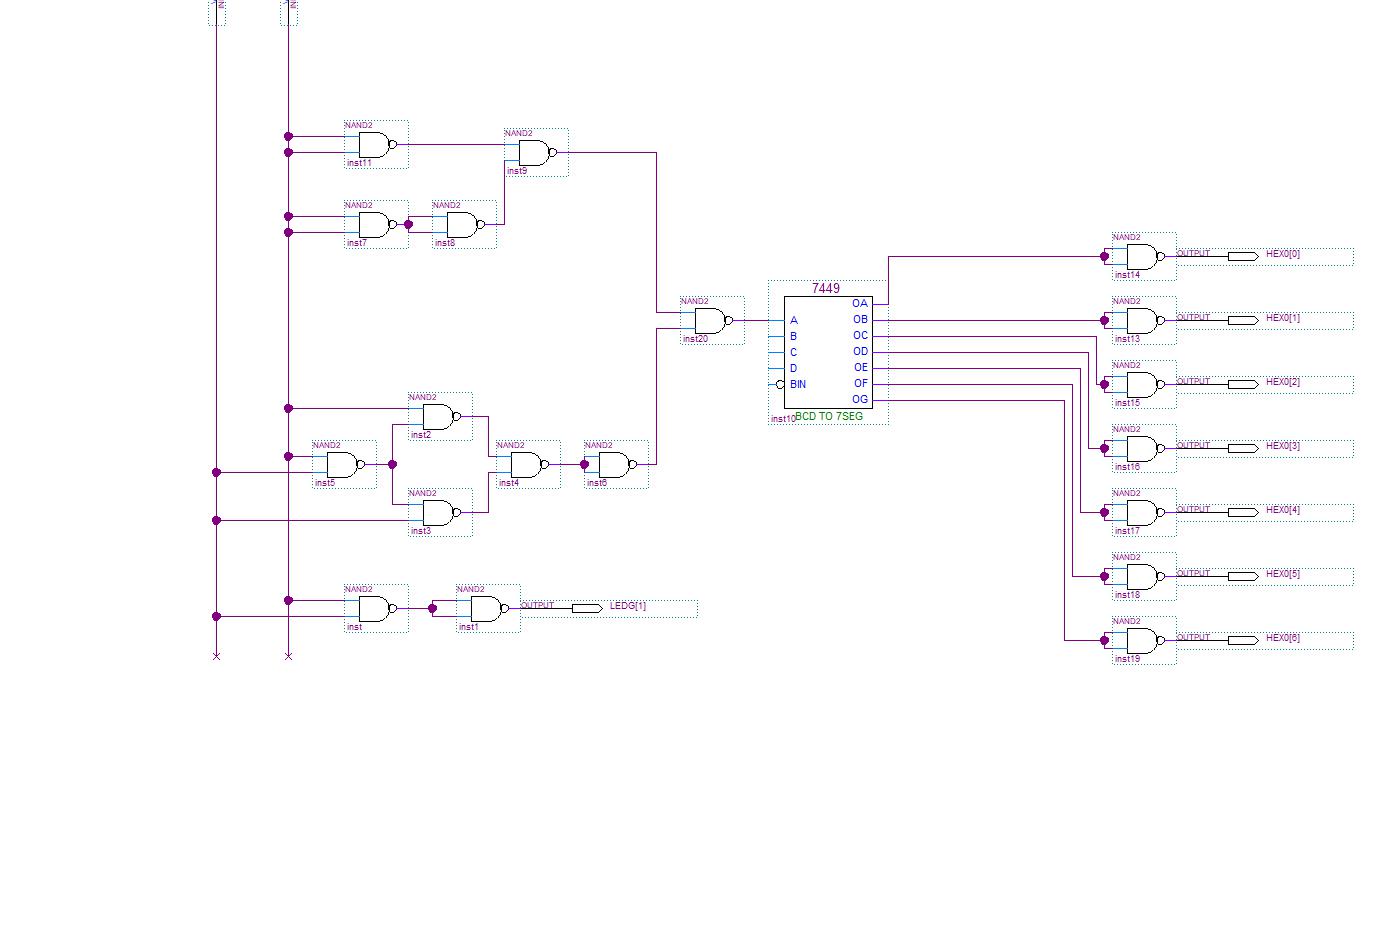 IN
IN
NAND2
inst11
NAND2
inst9
NAND2
inst7
NAND2
inst8
NAND2
inst14
OUTPUT
HEX0[0]
7449
A
B
C
D
BIN
OA
OB
OC
OD
OE
OF
OG
inst10
BCD TO 7SEG
NAND2
inst20
NAND2
inst13
OUTPUT
HEX0[1]
NAND2
inst15
OUTPUT
HEX0[2]
NAND2
inst2
NAND2
inst5
NAND2
inst4
NAND2
inst6
NAND2
inst3
NAND2
inst16
OUTPUT
HEX0[3]
NAND2
inst17
OUTPUT
HEX0[4]
NAND2
inst
NAND2
inst1
OUTPUT
LEDG[1]
NAND2
inst18
OUTPUT
HEX0[5]
NAND2
inst19
OUTPUT
HEX0[6]